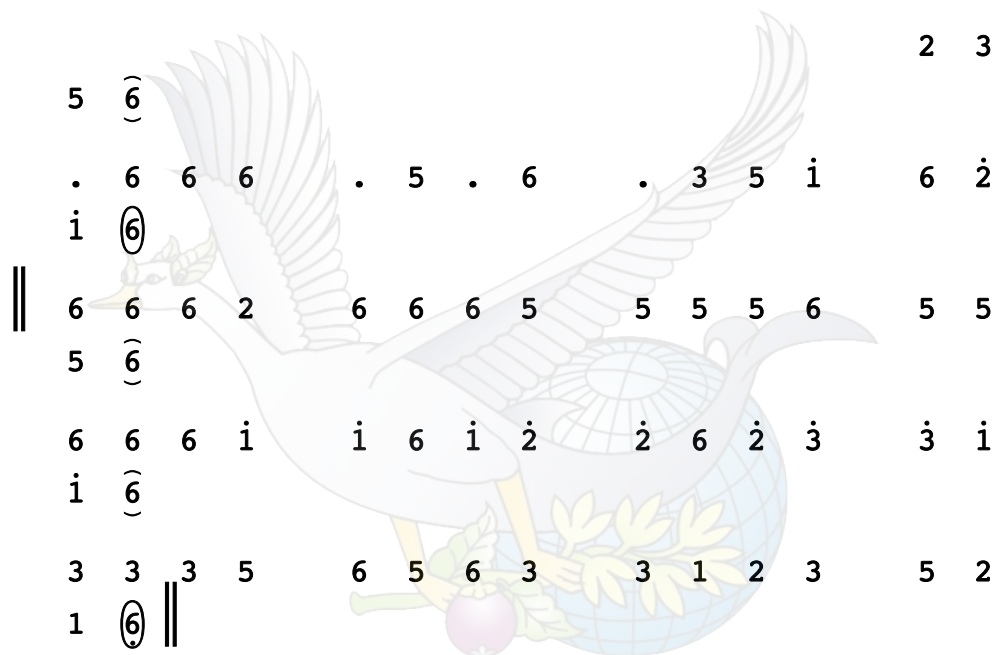 2 3
5 6
. 6 6 6 . 5 . 6 . 3 5 i̇ 6 2̇
i̇ 6
‖ 6 6 6 2 6 6 6 5 5 5 5 6 5 5
5 6
6 6 6 i̇ i̇ 6 i̇ 2̇ 2̇ 6 2̇ 3̇ 3̇ i̇
i̇ 6
3 3 3 5 6 5 6 3 3 1 2 3 5 2
1 6̣ ‖